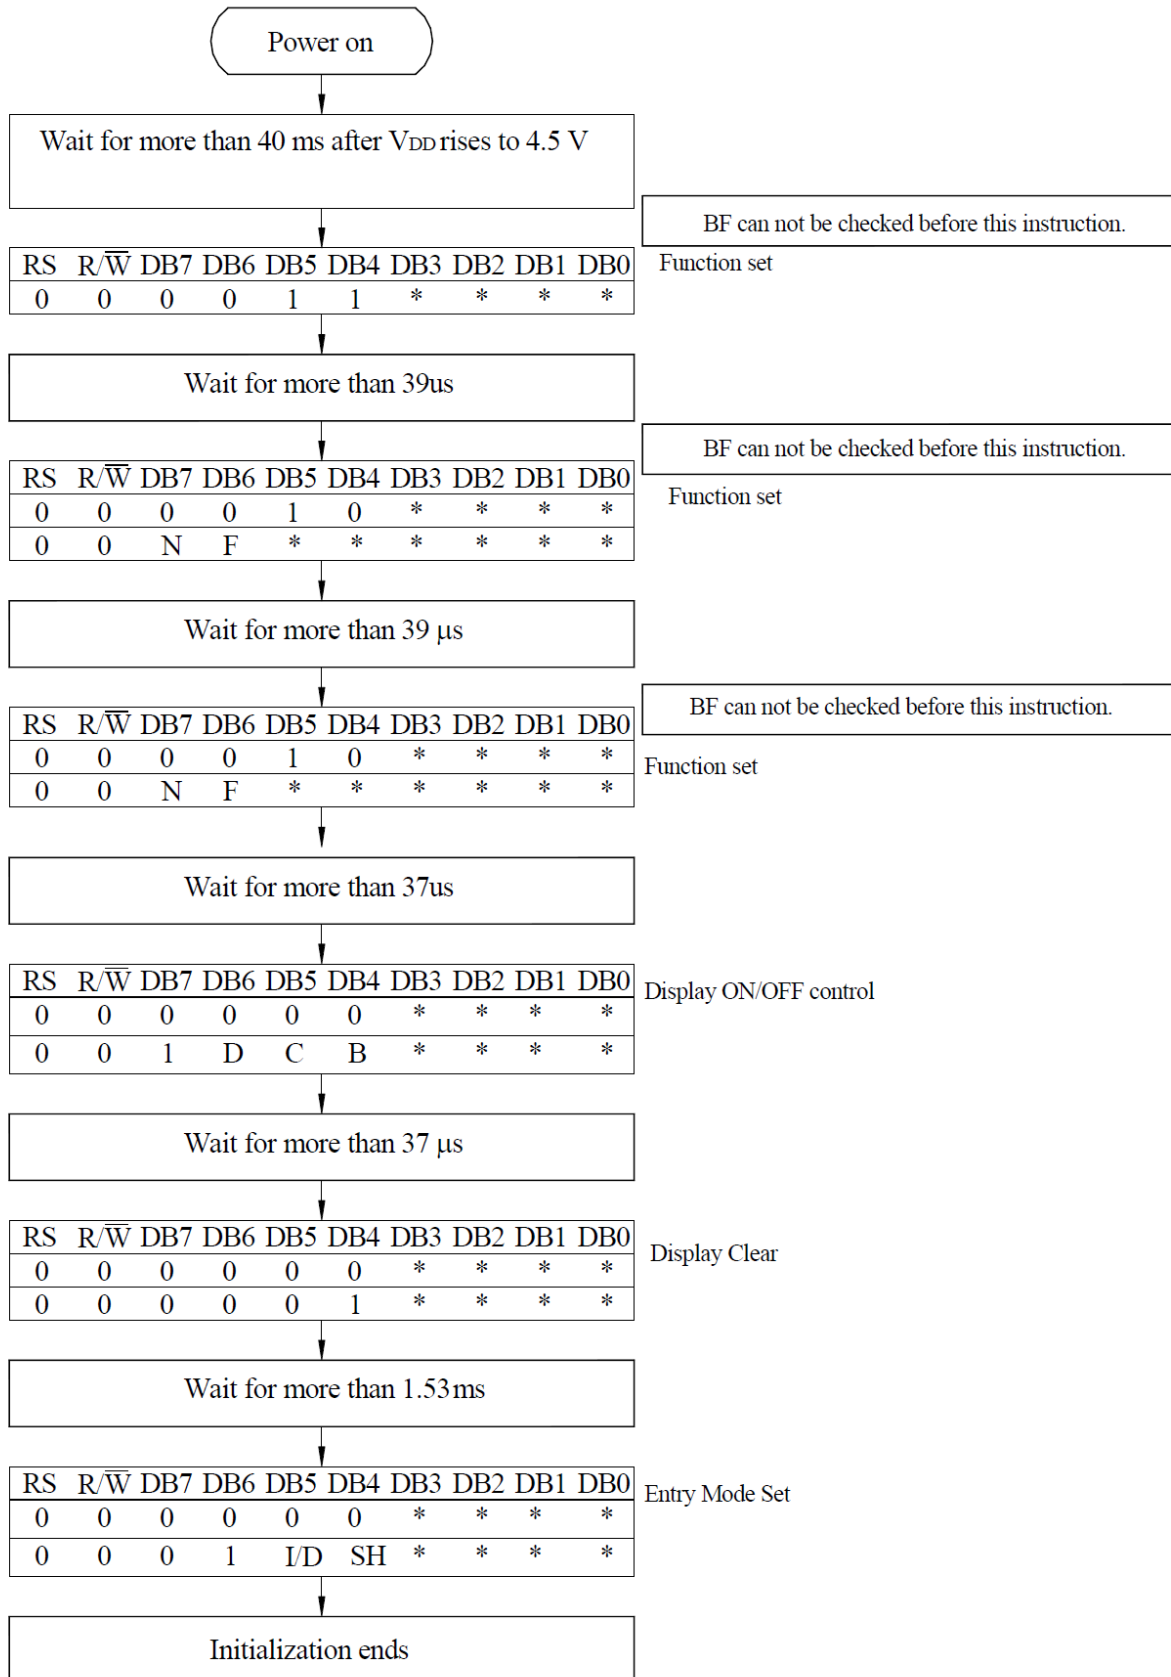 Power on
Wait for more than 40 ms after VDD rises to 4.5 V
BF can not be checked before this instruction.
RS R/W̅ DB7 DB6 DB5 DB4 DB3 DB2 DB1 DB0
Function set
0 0 0 0 1 1 * * * *
Wait for more than 39us
BF can not be checked before this instruction.
RS R/W̅ DB7 DB6 DB5 DB4 DB3 DB2 DB1 DB0
Function set
0 0 0 0 1 0 * * * *
0 0 N F * * * * * *
Wait for more than 39 μs
BF can not be checked before this instruction.
RS R/W̅ DB7 DB6 DB5 DB4 DB3 DB2 DB1 DB0
0 0 0 0 1 0 * * * *
Function set
0 0 N F * * * * * *
Wait for more than 37us
RS R/W̅ DB7 DB6 DB5 DB4 DB3 DB2 DB1 DB0
Display ON/OFF control
0 0 0 0 0 0 * * * *
0 0 1 D C B * * * *
Wait for more than 37 μs
RS R/W̅ DB7 DB6 DB5 DB4 DB3 DB2 DB1 DB0
Display Clear
0 0 0 0 0 0 * * * *
0 0 0 0 0 1 * * * *
Wait for more than 1.53ms
RS R/W̅ DB7 DB6 DB5 DB4 DB3 DB2 DB1 DB0
Entry Mode Set
0 0 0 0 0 0 * * * *
0 0 0 1 I/D SH * * * *
Initialization ends